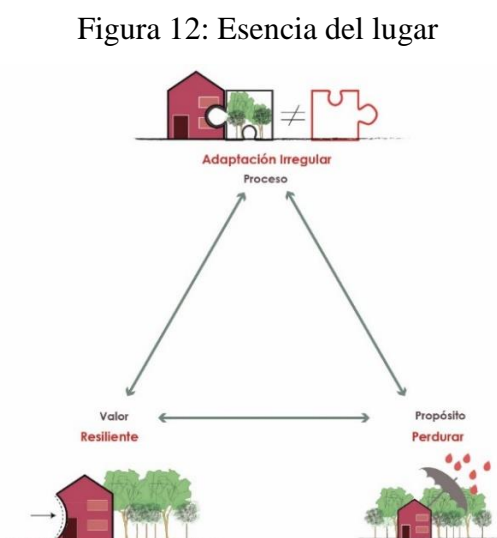 Figura 12: Esencia del lugar
Adaptación Irregular
Proceso
Valor
Resiliente
Propósito
Perdurar